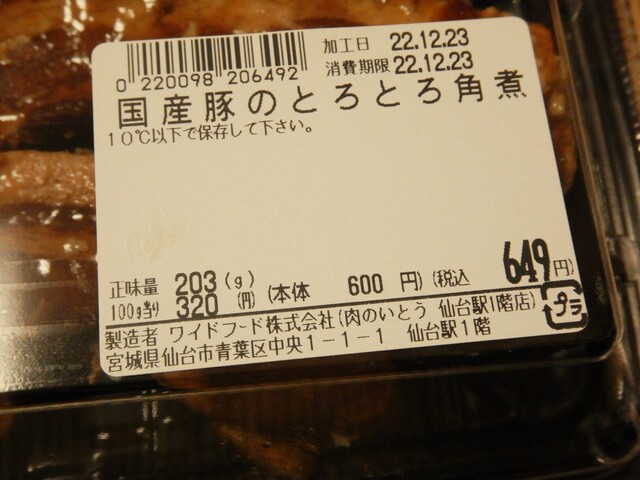 加工日 22.12.23
消費期限 22.12.23
0 220098 206492
国産豚のとろとろ角煮
10℃以下で保存して下さい。
正味量 203(g)
100g当り 320(円) (本体 600 円) (税込 649円)
製造者 ワイドフード株式会社(肉のいとう 仙台駅1階店)
宮城県仙台市青葉区中央1-1-1 仙台駅1階
プラ